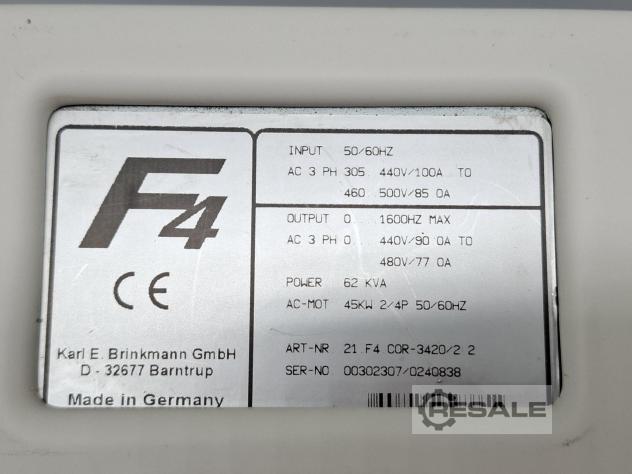 F4
CE
Karl E. Brinkmann GmbH
D - 32677 Barntrup
Made in Germany
INPUT 50/60HZ
AC 3 PH 305. 440V/100A TO
460. 500V/85.0A
OUTPUT 0... 1600HZ MAX
AC 3 PH 0... 440V/90.0A TO
480V/77.0A
POWER 62 KVA
AC-MOT 45KW 2/4P 50/60HZ
ART-NR 21.F4.C0R-3420/2.2
SER-NO 00302307/0240838
RESALE